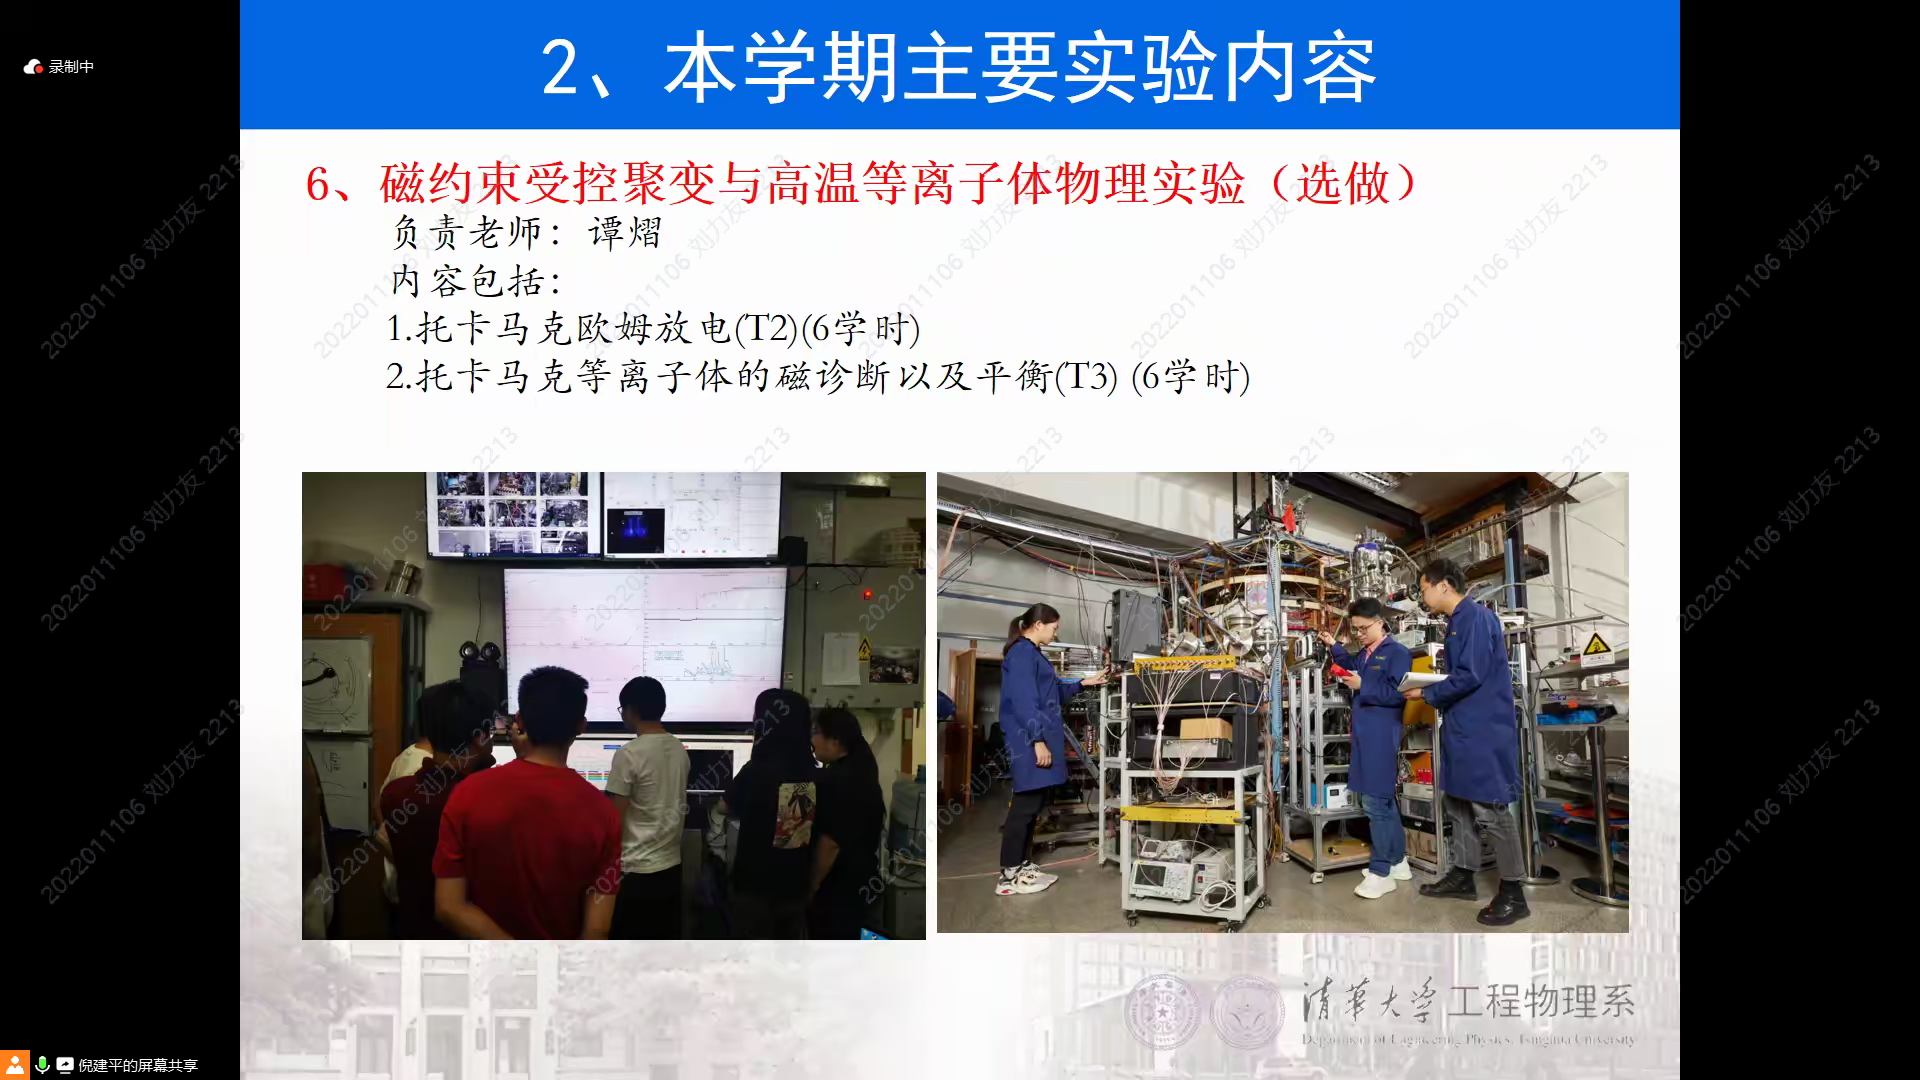 录制中
2、本学期主要实验内容
6、磁约束受控聚变与高温等离子体物理实验（选做）
负责老师：谭熠
内容包括：
1.托卡马克欧姆放电(T2)(6学时)
2.托卡马克等离子体的磁诊断以及平衡(T3) (6学时)
2022011106 刘力友 2213
清华大学 工程物理系
Department of Engineering Physics, Tsinghua University
倪建平的屏幕共享